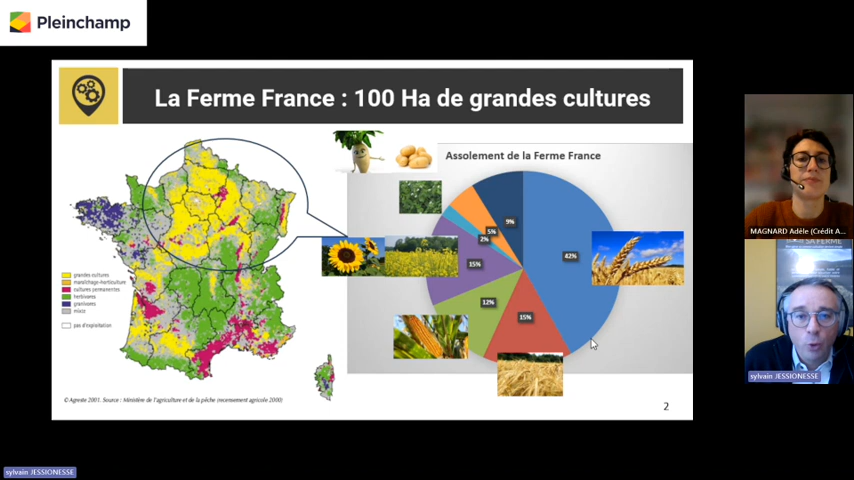 Pleinchamp
La Ferme France : 100 Ha de grandes cultures
Assolement de la Ferme France
9%
5%
2%
42%
15%
12%
15%
grandes cultures
maraîchage-horticulture
cultures permanentes
herbivores
granivores
mixte
pas d'exploitation
© Agreste 2001. Source : Ministère de l'agriculture et de la pêche (recensement agricole 2000)
2
MAGNARD Adèle (Crédit A...
SA FERME
sylvain JESSIONESSE
sylvain JESSIONESSE